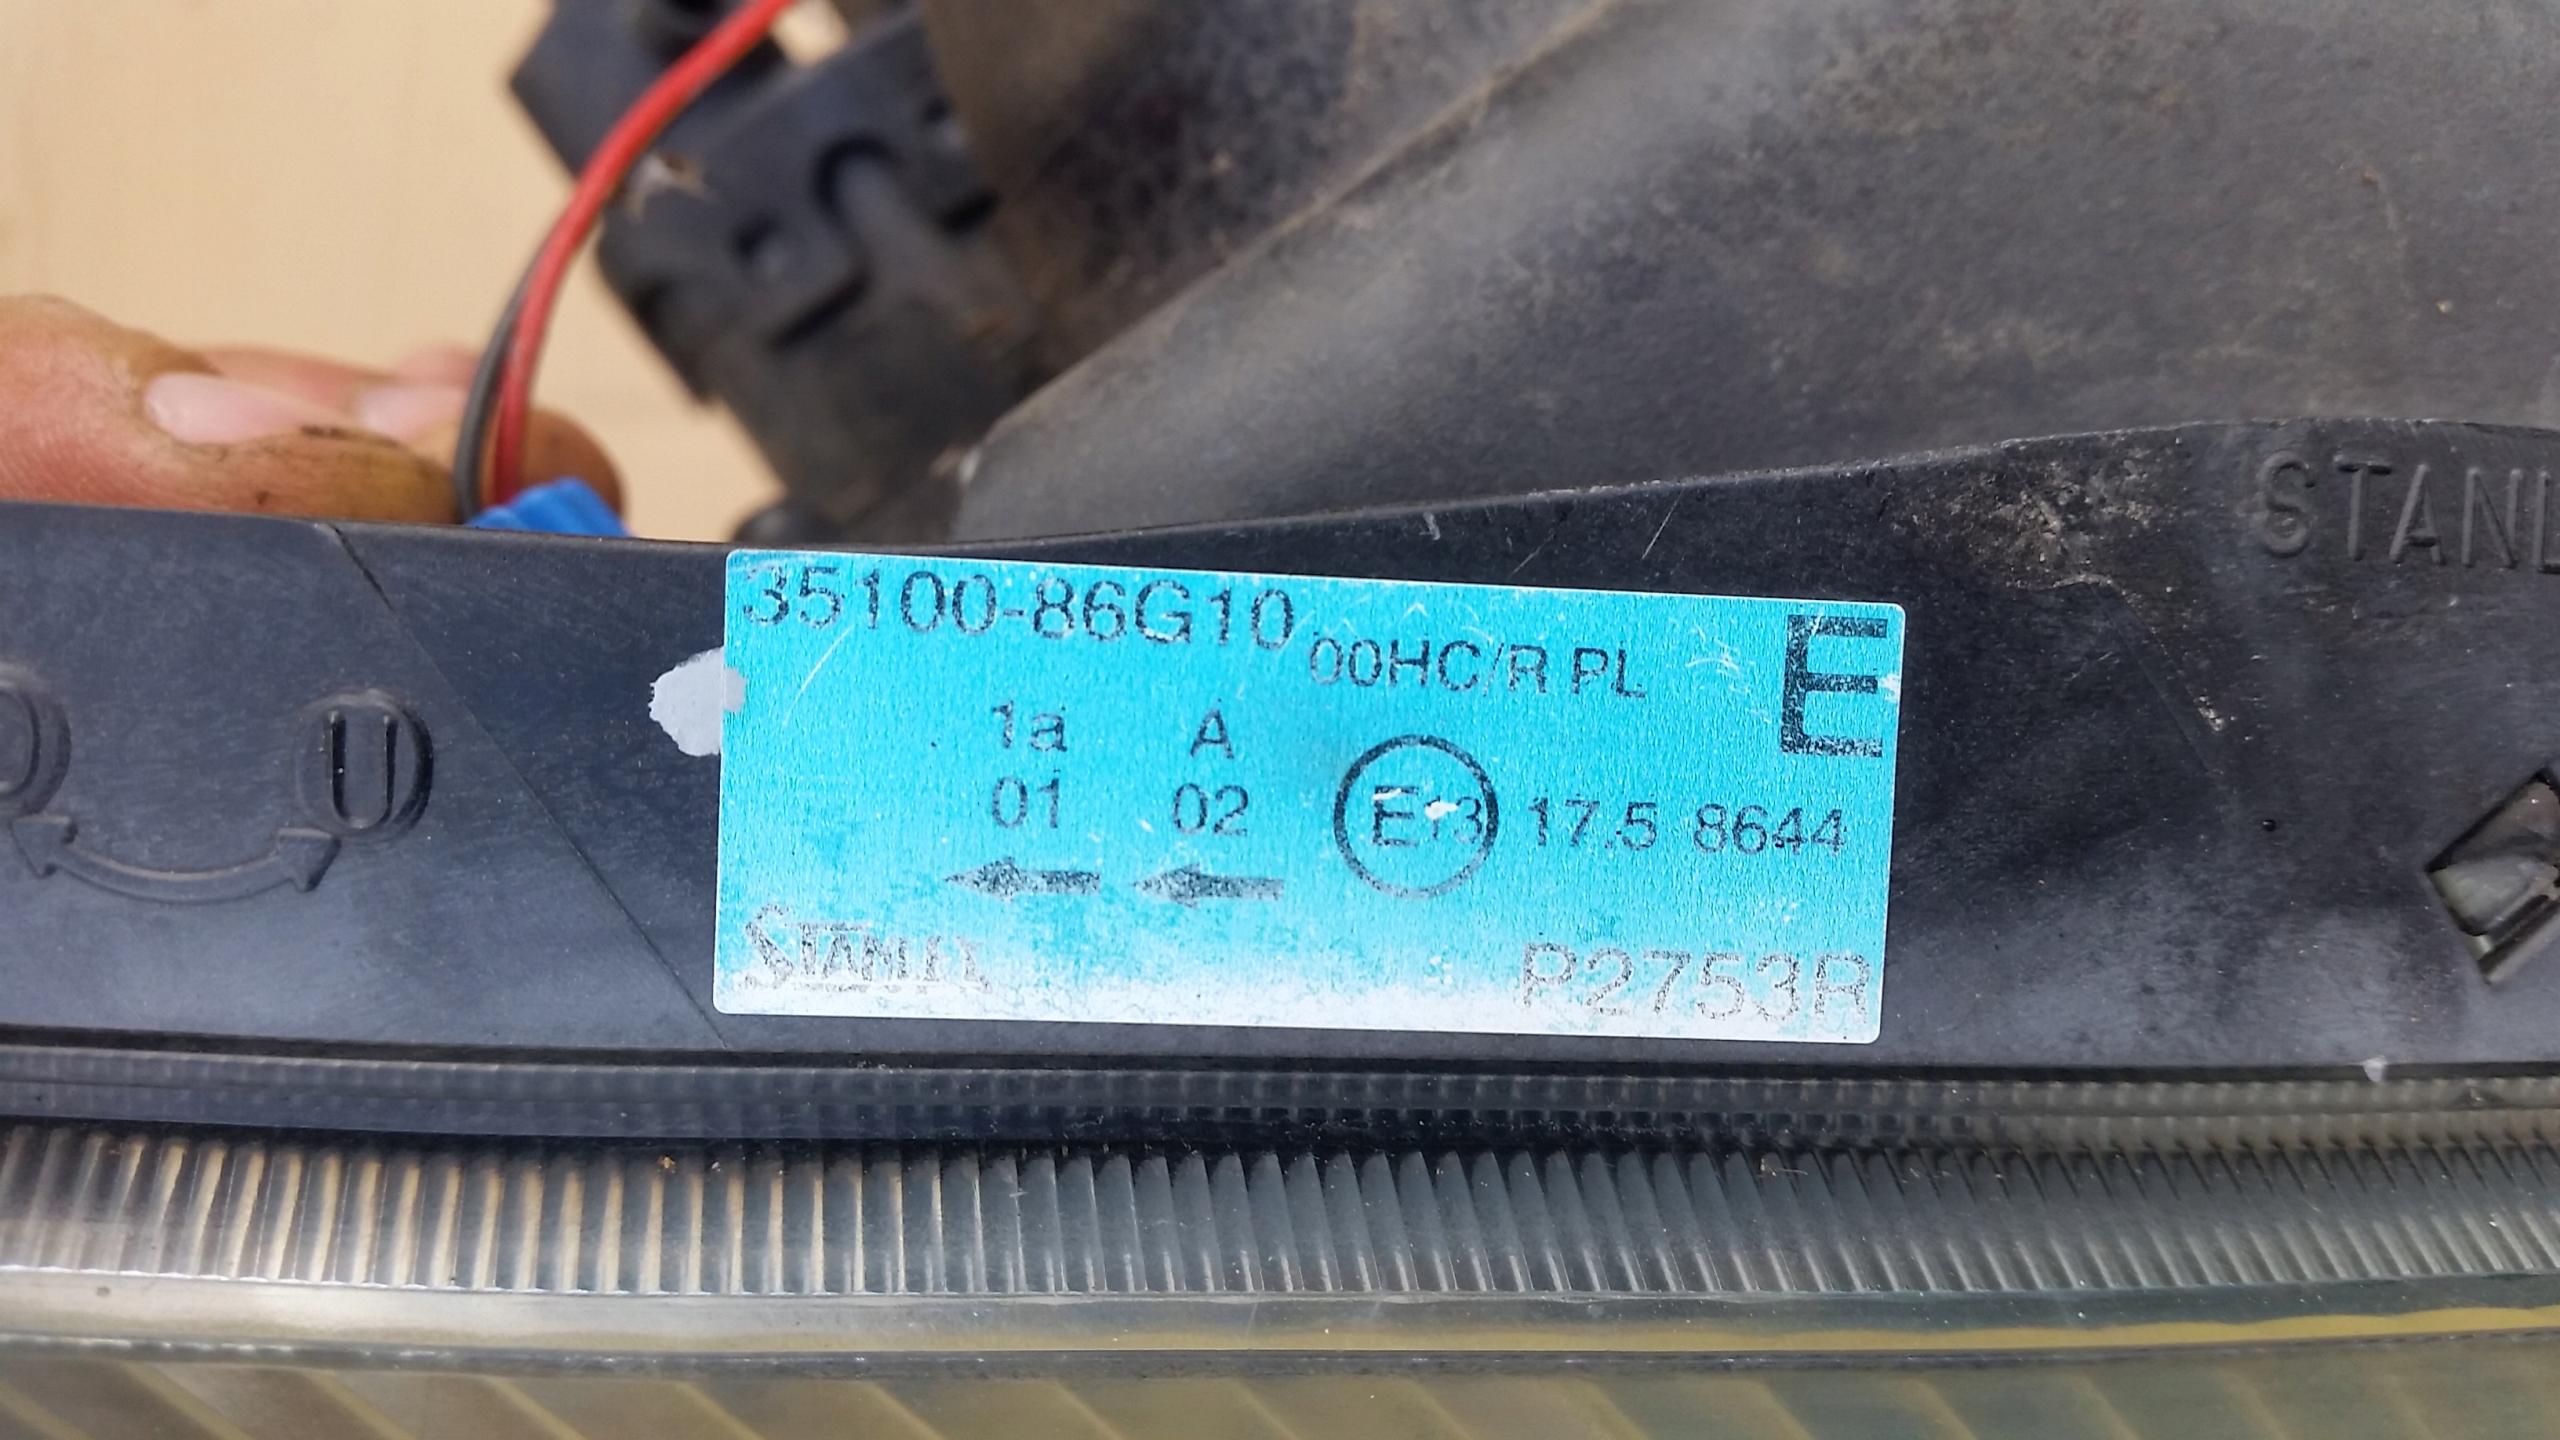 STANL
35100-86G10
00HC/R PL
E
1a A
01 02
E13 17.5 8644
STANLEY
P2753R
U